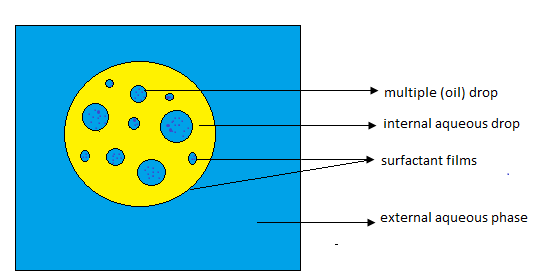 multiple (oil) drop
internal aqueous drop
surfactant films
external aqueous phase